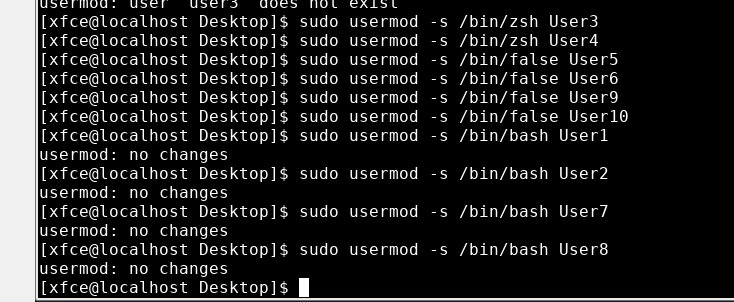 usermod: user 'user3' does not exist
[xfce@localhost Desktop]$ sudo usermod -s /bin/zsh User3
[xfce@localhost Desktop]$ sudo usermod -s /bin/zsh User4
[xfce@localhost Desktop]$ sudo usermod -s /bin/false User5
[xfce@localhost Desktop]$ sudo usermod -s /bin/false User6
[xfce@localhost Desktop]$ sudo usermod -s /bin/false User9
[xfce@localhost Desktop]$ sudo usermod -s /bin/false User10
[xfce@localhost Desktop]$ sudo usermod -s /bin/bash User1
usermod: no changes
[xfce@localhost Desktop]$ sudo usermod -s /bin/bash User2
usermod: no changes
[xfce@localhost Desktop]$ sudo usermod -s /bin/bash User7
usermod: no changes
[xfce@localhost Desktop]$ sudo usermod -s /bin/bash User8
usermod: no changes
[xfce@localhost Desktop]$